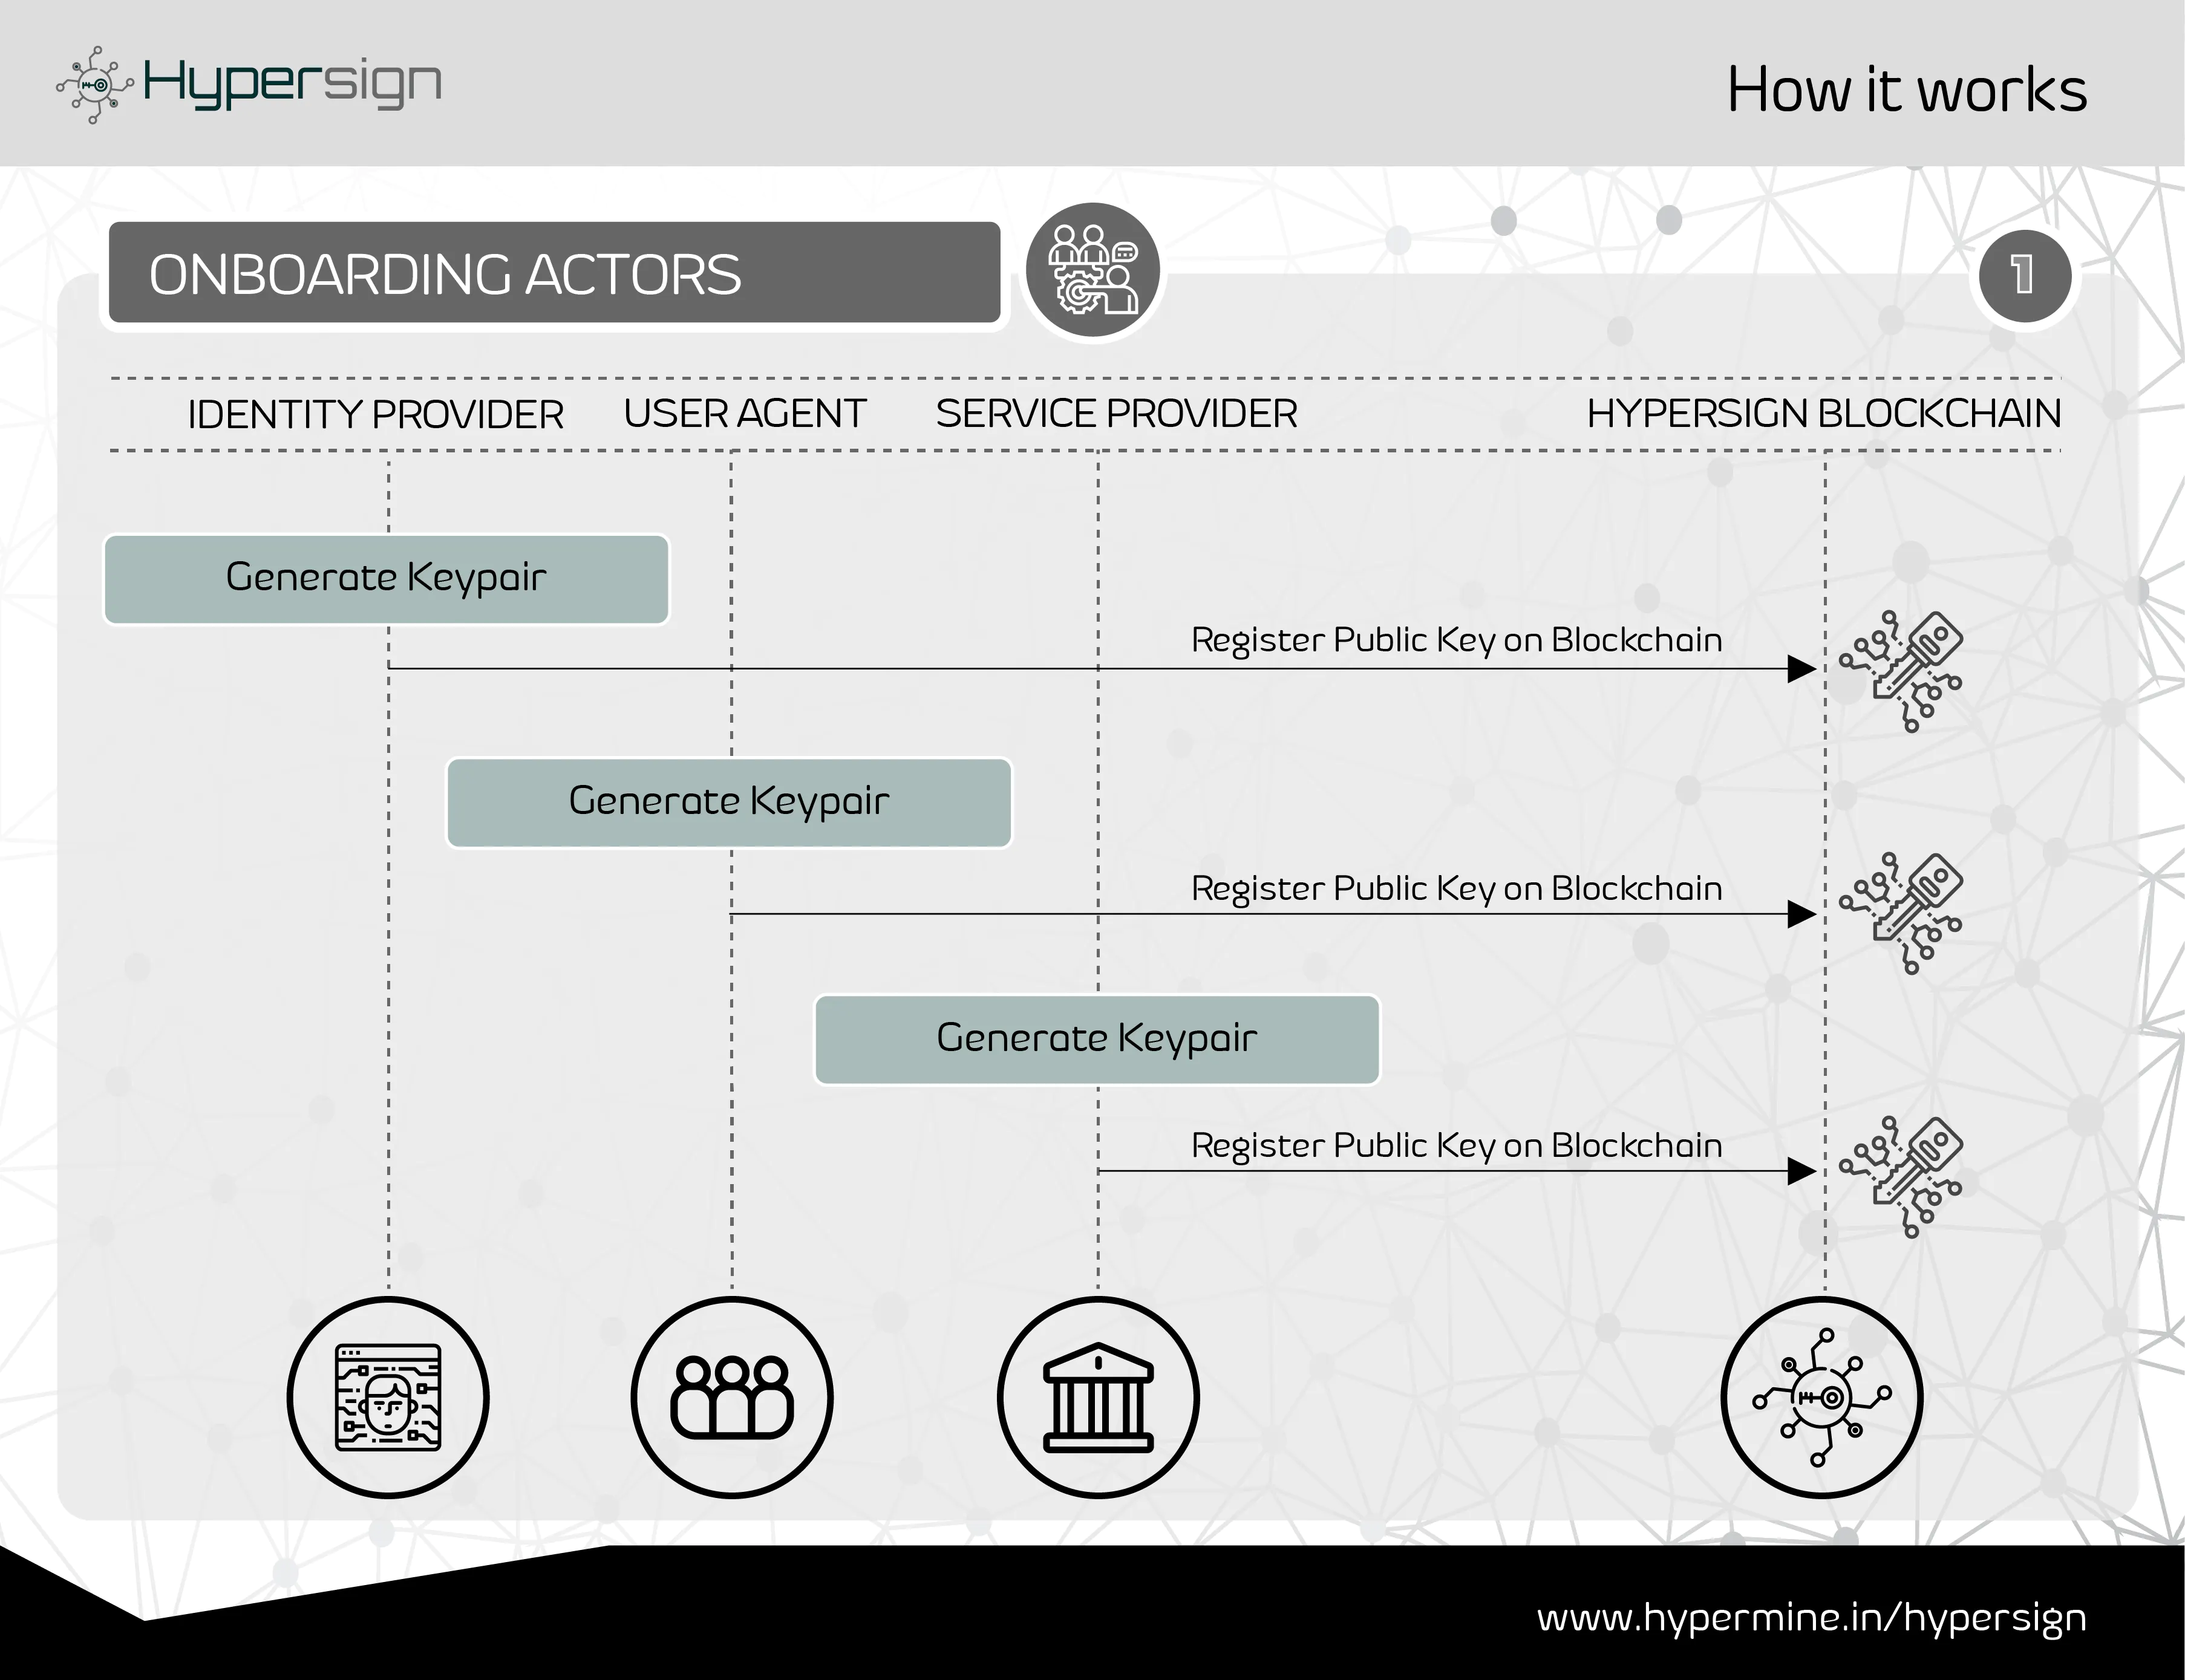 Hypersign
How it works
ONBOARDING ACTORS
1
IDENTITY PROVIDER
USER AGENT
SERVICE PROVIDER
HYPERSIGN BLOCKCHAIN
Generate Keypair
Register Public Key on Blockchain
Generate Keypair
Register Public Key on Blockchain
Generate Keypair
Register Public Key on Blockchain
www.hypermine.in/hypersign